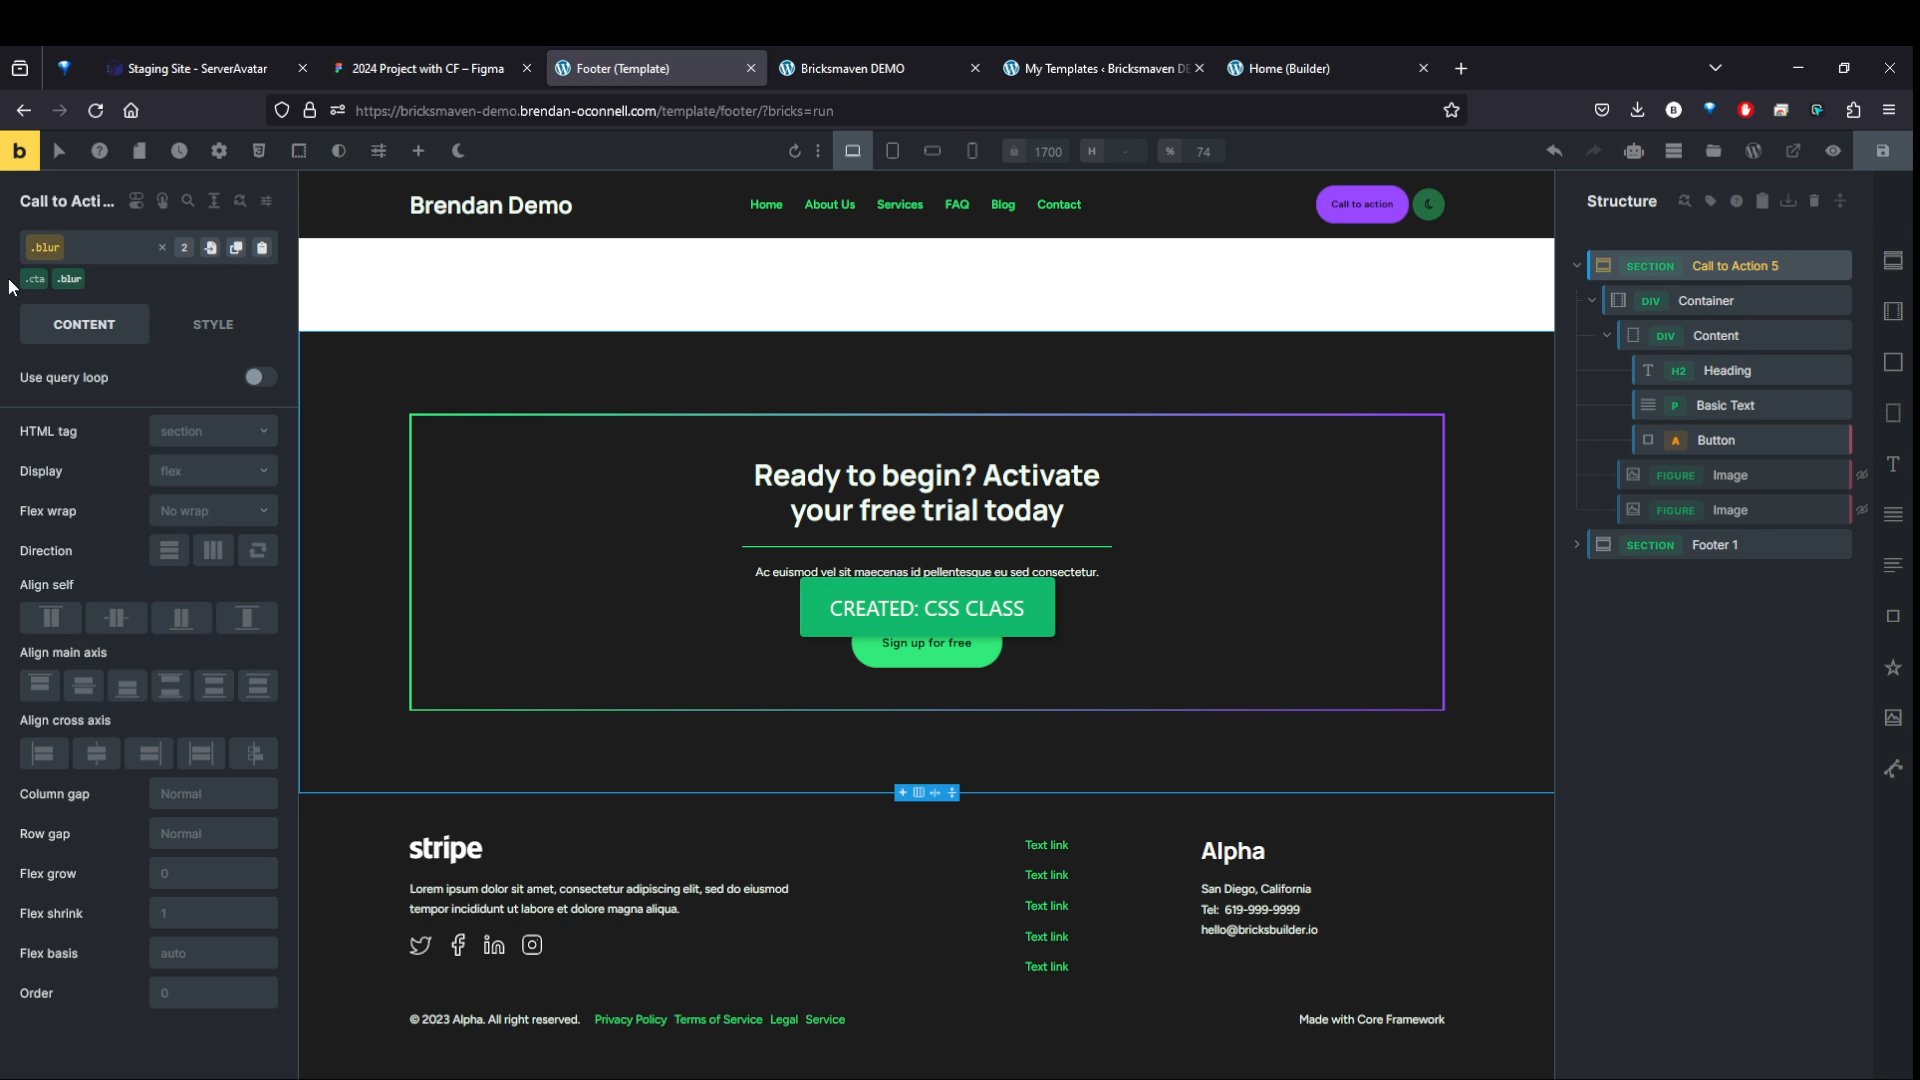 Staging Site - ServerAvatar
2024 Project with CF – Figma
Footer (Template)
Bricksmaven DEMO
My Templates ‹ Bricksmaven DE
Home (Builder)
https://bricksmaven-demo.brendan-oconnell.com/template/footer/?bricks=run
b
1700
H
-
%
74
Call to Acti...
.blur
2
.cta
.blur
CONTENT
STYLE
Use query loop
HTML tag
section
Display
flex
Flex wrap
No wrap
Direction
Align self
Align main axis
Align cross axis
Column gap
Normal
Row gap
Normal
Flex grow
0
Flex shrink
1
Flex basis
auto
Order
0
Brendan Demo
Home
About Us
Services
FAQ
Blog
Contact
Call to action
Ready to begin? Activate
your free trial today
Ac euismod vel sit maecenas id pellentesque eu sed consectetur.
CREATED: CSS CLASS
Sign up for free
stripe
Lorem ipsum dolor sit amet, consectetur adipiscing elit, sed do eiusmod
tempor incididunt ut labore et dolore magna aliqua.
Text link
Text link
Text link
Text link
Text link
Alpha
San Diego, California
Tel: 619-999-9999
hello@bricksbuilder.io
© 2023 Alpha. All right reserved.
Privacy Policy
Terms of Service
Legal
Service
Made with Core Framework
Structure
SECTION
Call to Action 5
DIV
Container
DIV
Content
H2
Heading
P
Basic Text
A
Button
FIGURE
Image
FIGURE
Image
SECTION
Footer 1